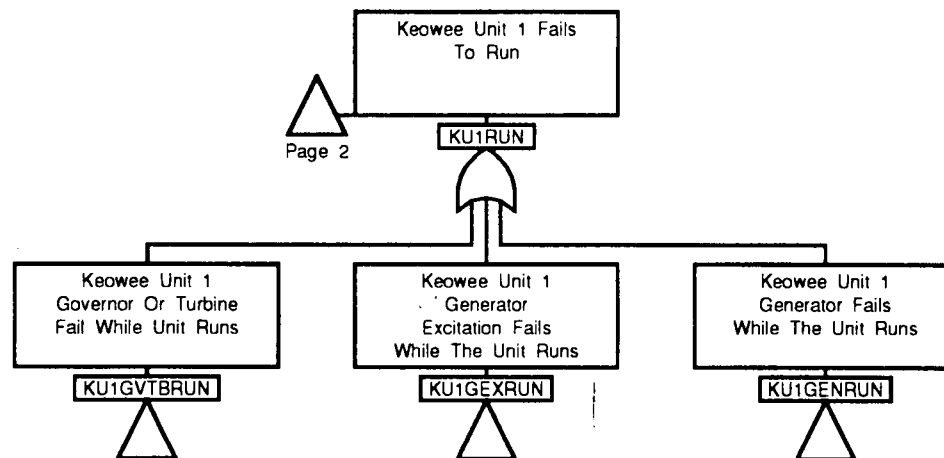 Keowee Unit 1 Fails
To Run
Page 2
KU1RUN
Keowee Unit 1
Governor Or Turbine
Fail While Unit Runs
KU1GVTBRUN
Keowee Unit 1
Generator
Excitation Fails
While The Unit Runs
KU1GEXRUN
Keowee Unit 1
Generator Fails
While The Unit Runs
KU1GENRUN